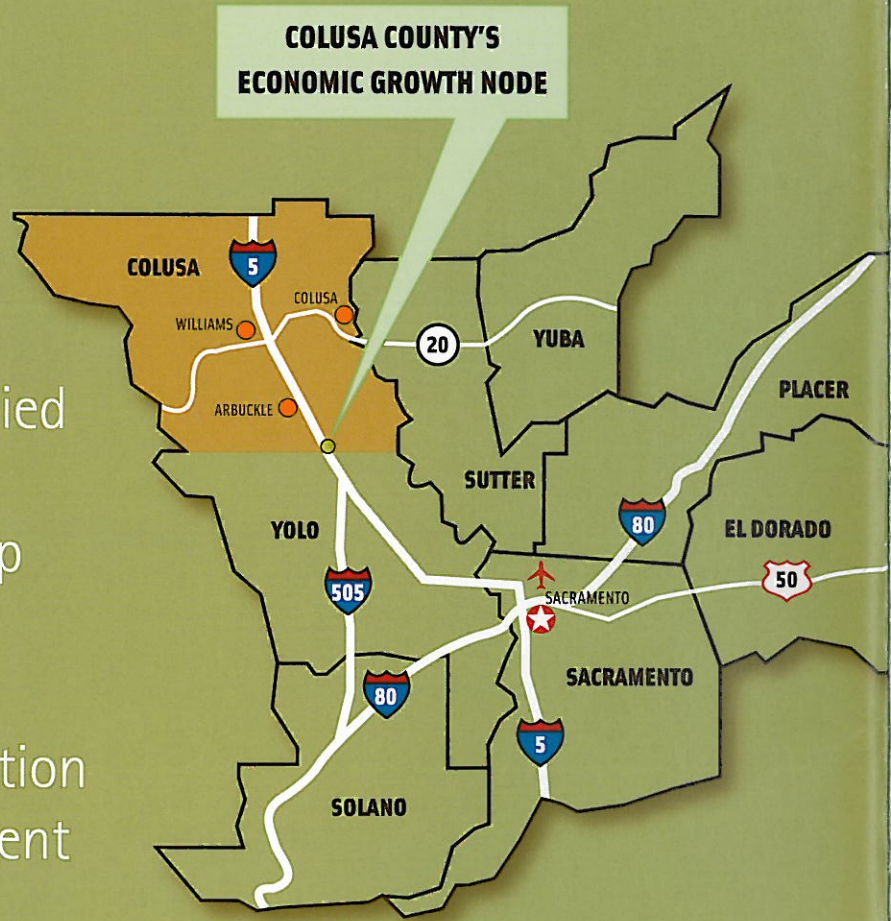 COLUSA COUNTY'S
ECONOMIC GROWTH NODE
COLUSA
5
COLUSA
WILLIAMS
20
YUBA
PLACER
ARBUCKLE
ied
SUTTER
80
EL DORADO
YOLO
p
50
505
SACRAMENTO
SACRAMENTO
80
5
tion
SOLANO
ent